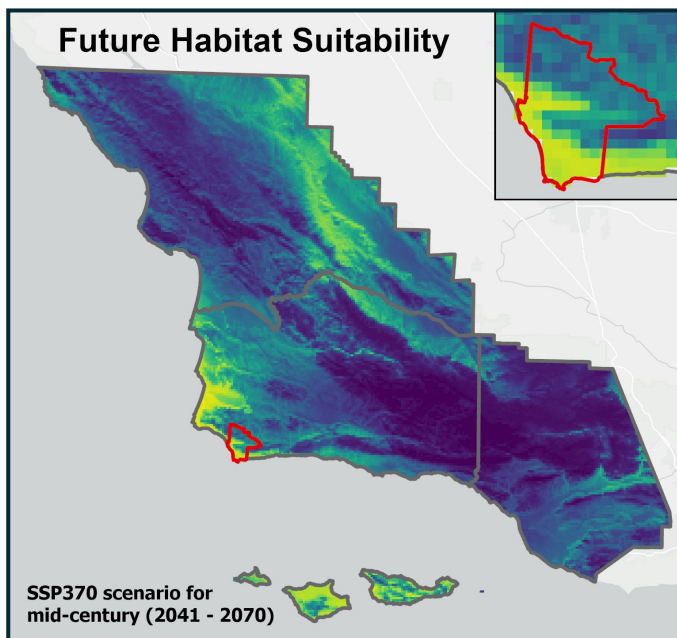 Future Habitat Suitability
SSP370 scenario for
mid-century (2041 - 2070)